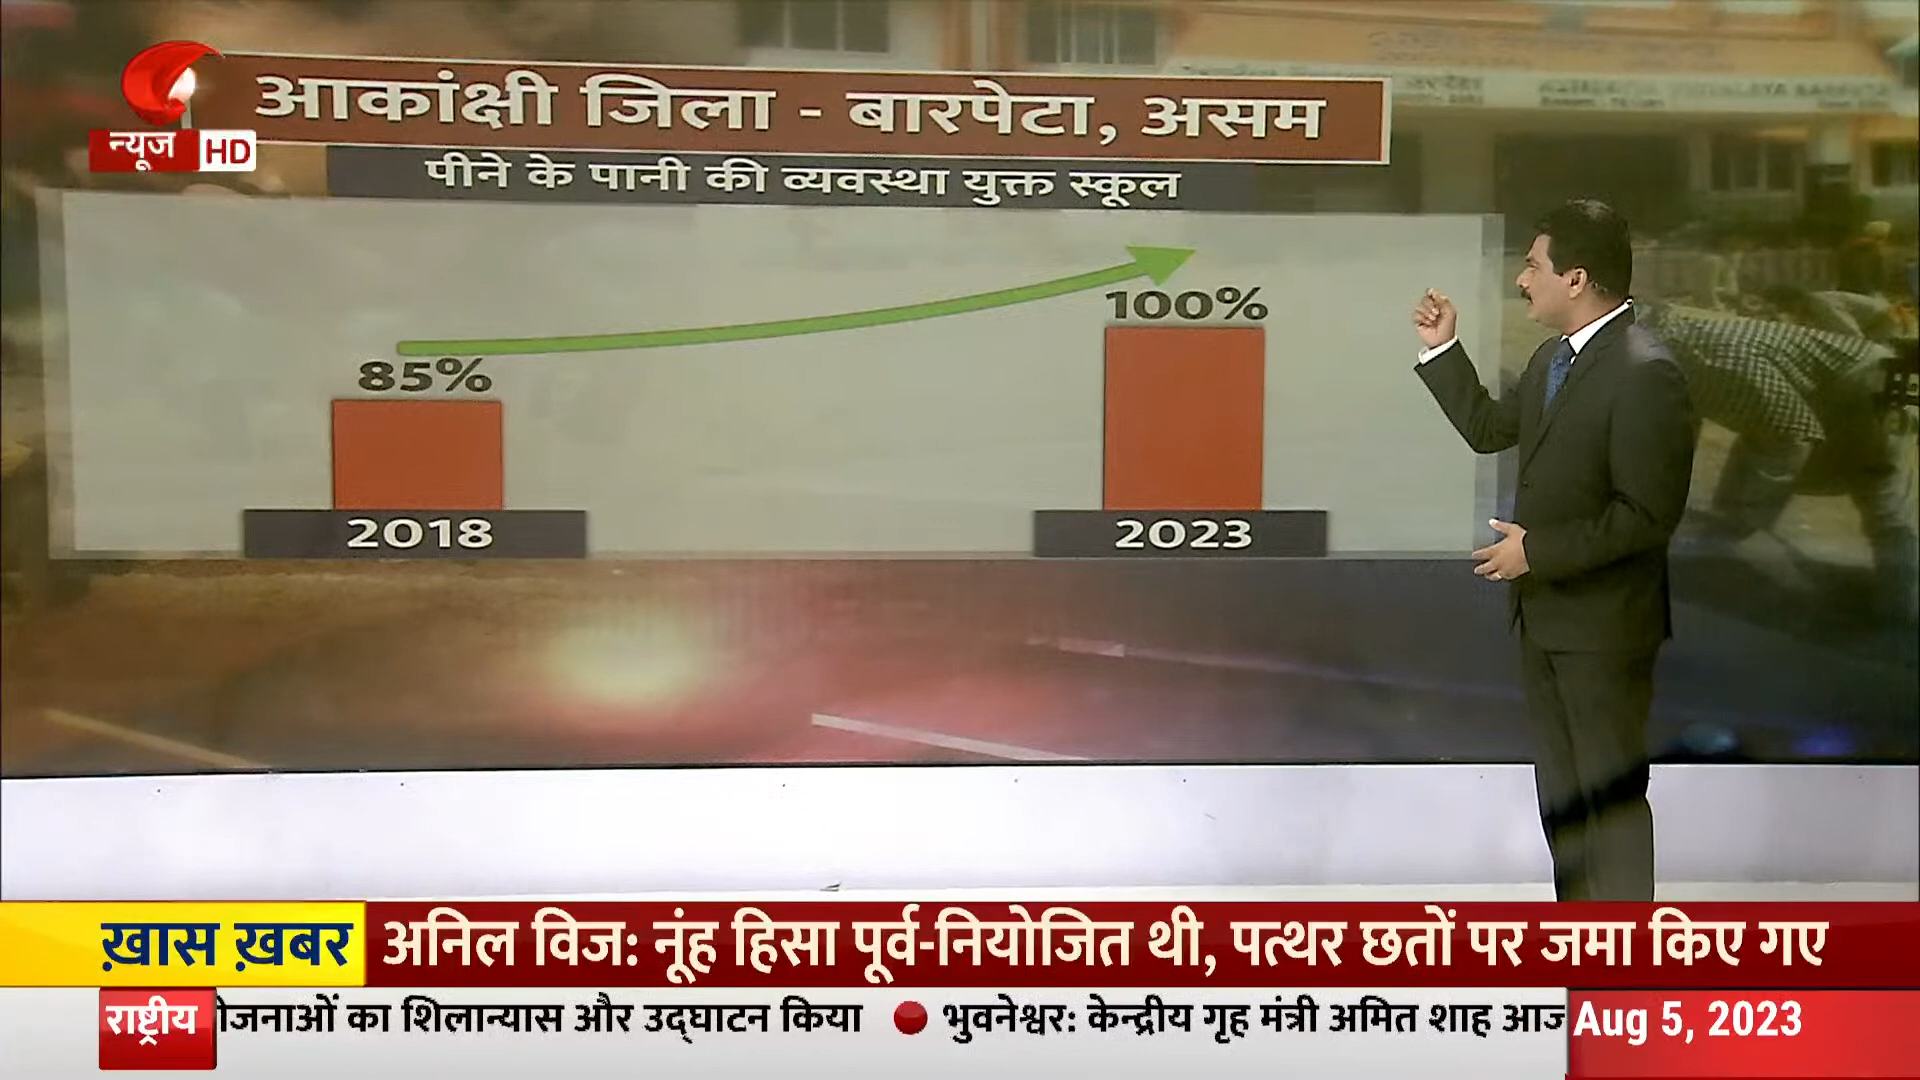 आकांक्षी जिला - बारपेटा, असम
न्यूज HD
पीने के पानी की व्यवस्था युक्त स्कूल
100%
85%
2018
2023
ख़ास ख़बर
अनिल विज: नूंह हिसा पूर्व-नियोजित थी, पत्थर छतों पर जमा किए गए
राष्ट्रीय
ोजनाओं का शिलान्यास और उद्घाटन किया
भुवनेश्वर: केन्द्रीय गृह मंत्री अमित शाह आज
Aug 5, 2023